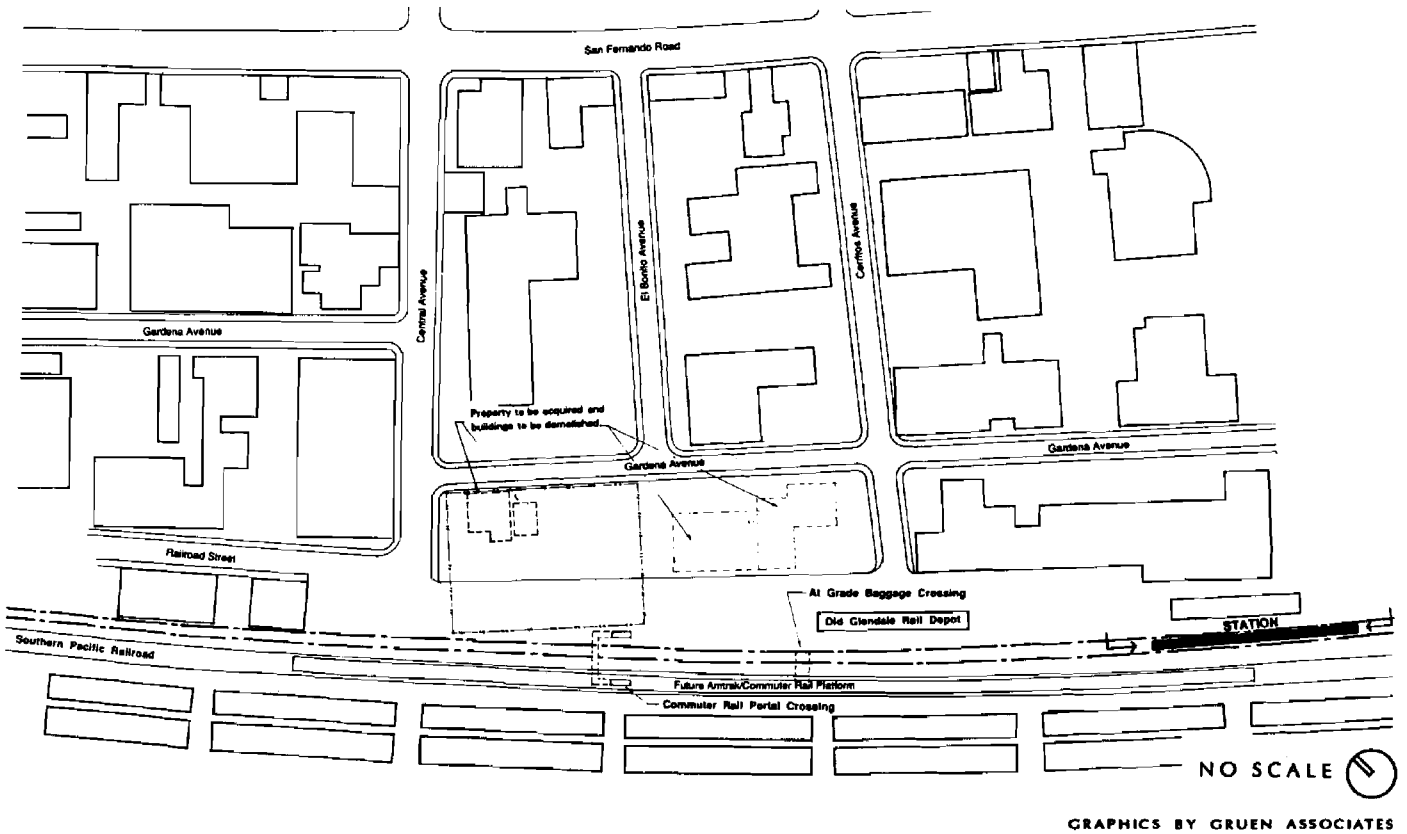 San Fernando Road
Central Avenue
El Bonito Avenue
Cerritos Avenue
Gardena Avenue
Property to be acquired and
buildings to be demolished.
Gardena Avenue
Gardena Avenue
Railroad Street
At Grade Baggage Crossing
Old Glendale Rail Depot
STATION
Southern Pacific Railroad
Future Amtrak/Commuter Rail Platform
Commuter Rail Portal Crossing
NO SCALE
GRAPHICS BY GRUEN ASSOCIATES